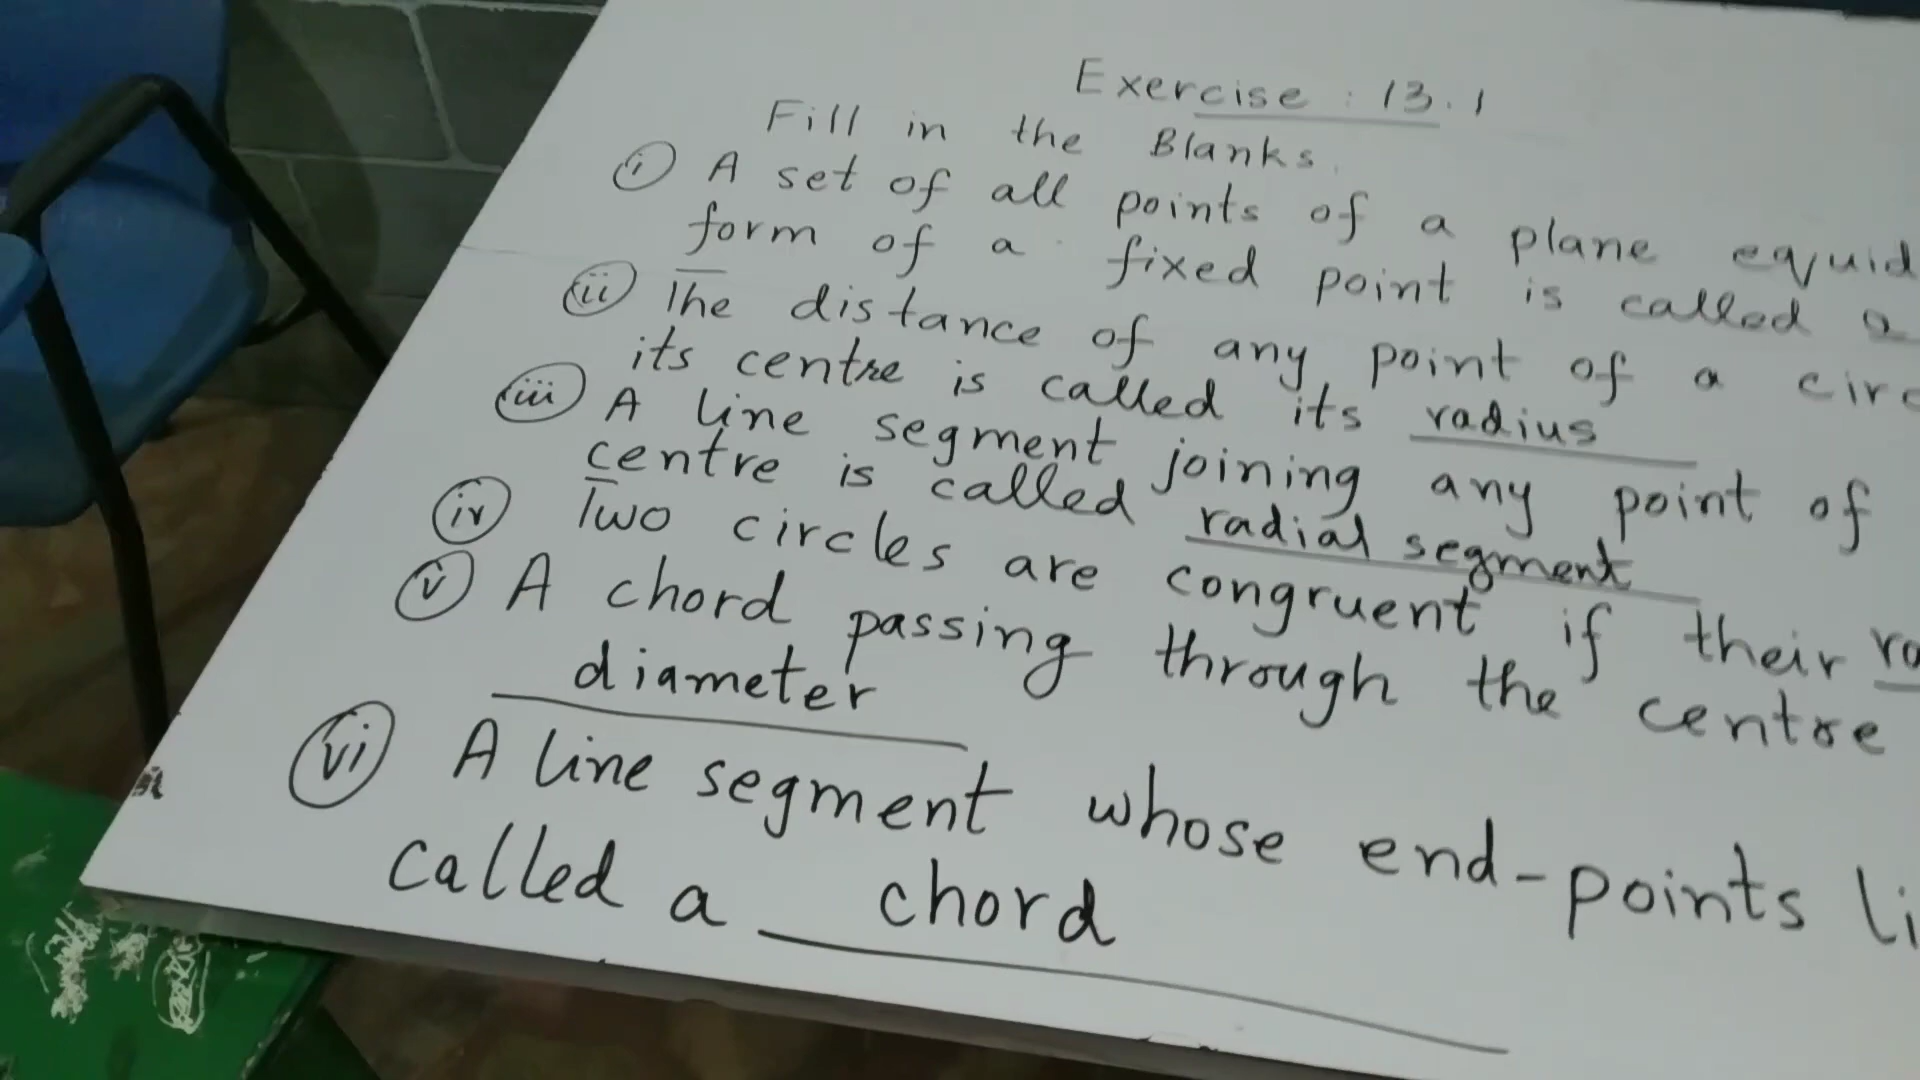 Exercise : 13.1
Fill in the Blanks.
i A set of all points of a plane equid
form of a fixed point is called a
ii The distance of any point of a circ
its centre is called its radius
iii A line segment joining any point of
centre is called radial segment
iv Two circles are congruent if their ra
v A chord passing through the centre
diameter
vi A line segment whose end-points li
called a chord